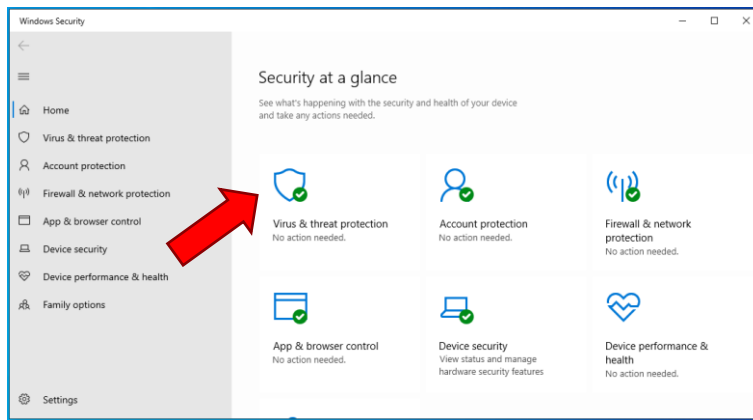 Windows Security
Home
Virus & threat protection
Account protection
Firewall & network protection
App & browser control
Device security
Device performance & health
Family options
Settings
Security at a glance
See what's happening with the security and health of your device
and take any actions needed.
Virus & threat protection
No action needed.
Account protection
No action needed.
Firewall & network
protection
No action needed.
App & browser control
No action needed.
Device security
View status and manage
hardware security features
Device performance &
health
No action needed.